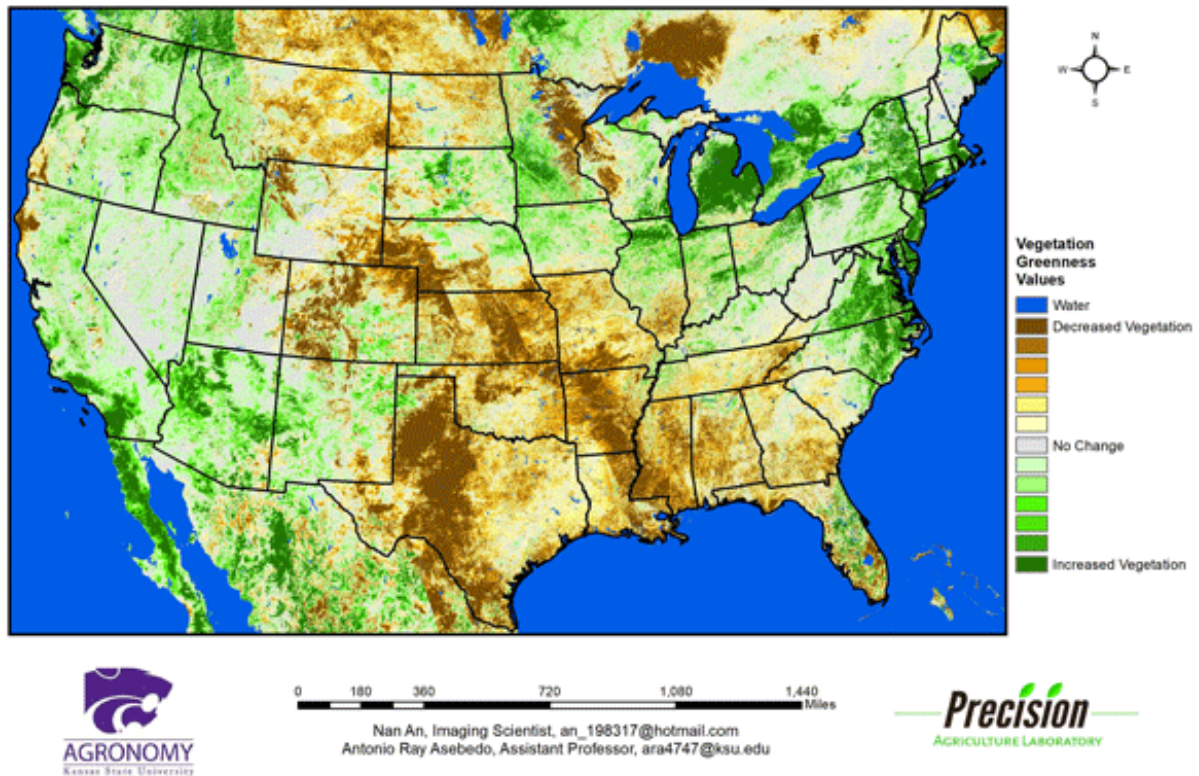 N
W E
S
Vegetation
Greenness
Values
Water
Decreased Vegetation
No Change
Increased Vegetation
0 180 360 720 1,080 1,440
Miles
Nan An, Imaging Scientist, an_198317@hotmail.com
Antonio Ray Asebedo, Assistant Professor, ara4747@ksu.edu
AGRONOMY
Kansas State University
Precision
AGRICULTURE LABORATORY